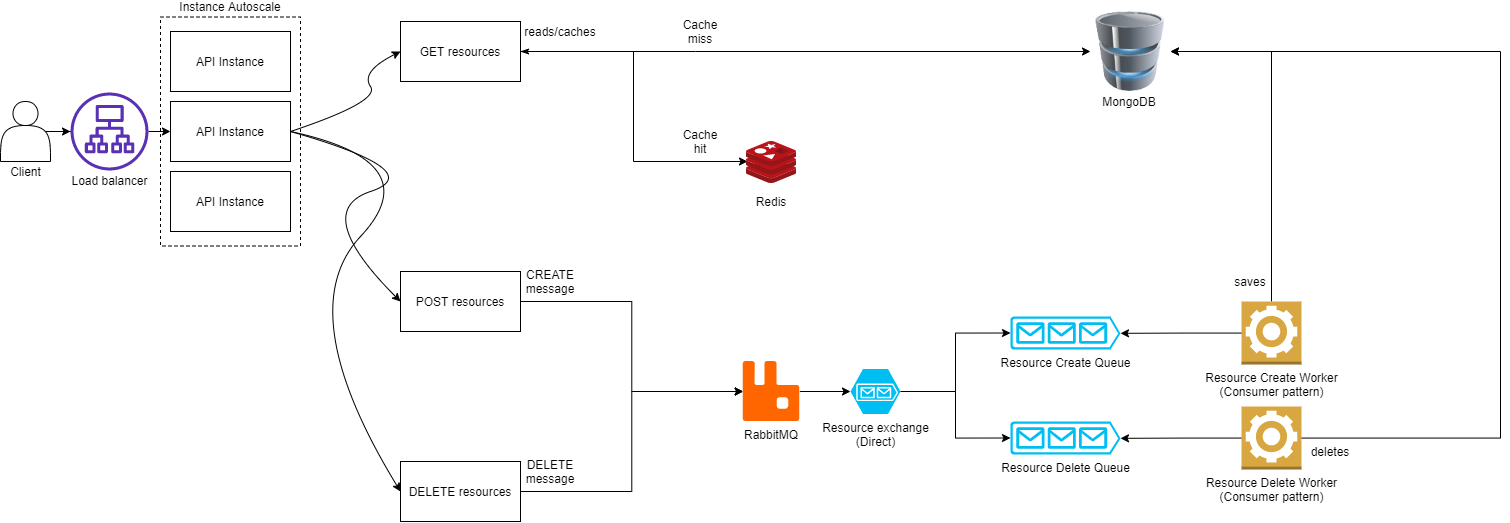 Instance Autoscale
API Instance
API Instance
API Instance
Client
Load balancer
GET resources
reads/caches
Cache
miss
MongoDB
Cache
hit
Redis
POST resources
CREATE
message
DELETE resources
DELETE
message
RabbitMQ
Resource exchange
(Direct)
Resource Create Queue
saves
Resource Create Worker
(Consumer pattern)
Resource Delete Queue
deletes
Resource Delete Worker
(Consumer pattern)